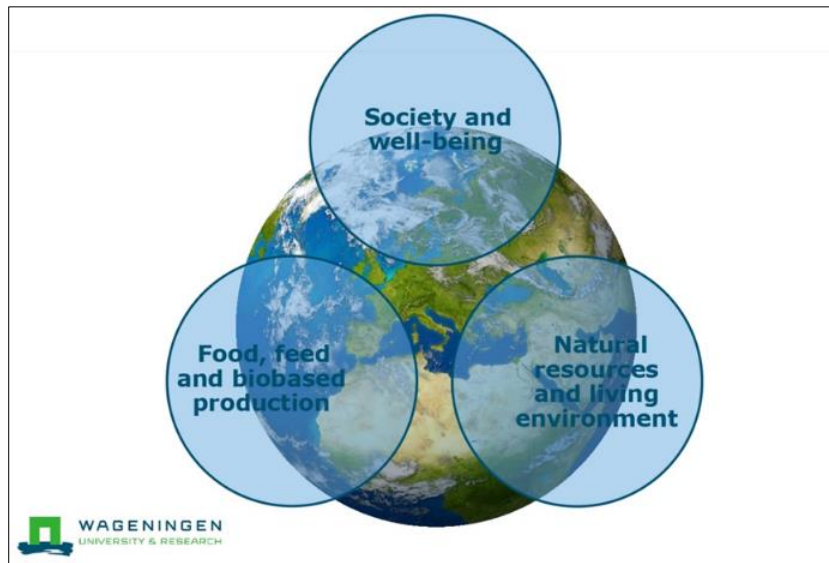 Society and
well-being
Food, feed
and biobased
production
Natural
resources
and living
environment
WAGENINGEN
UNIVERSITY & RESEARCH